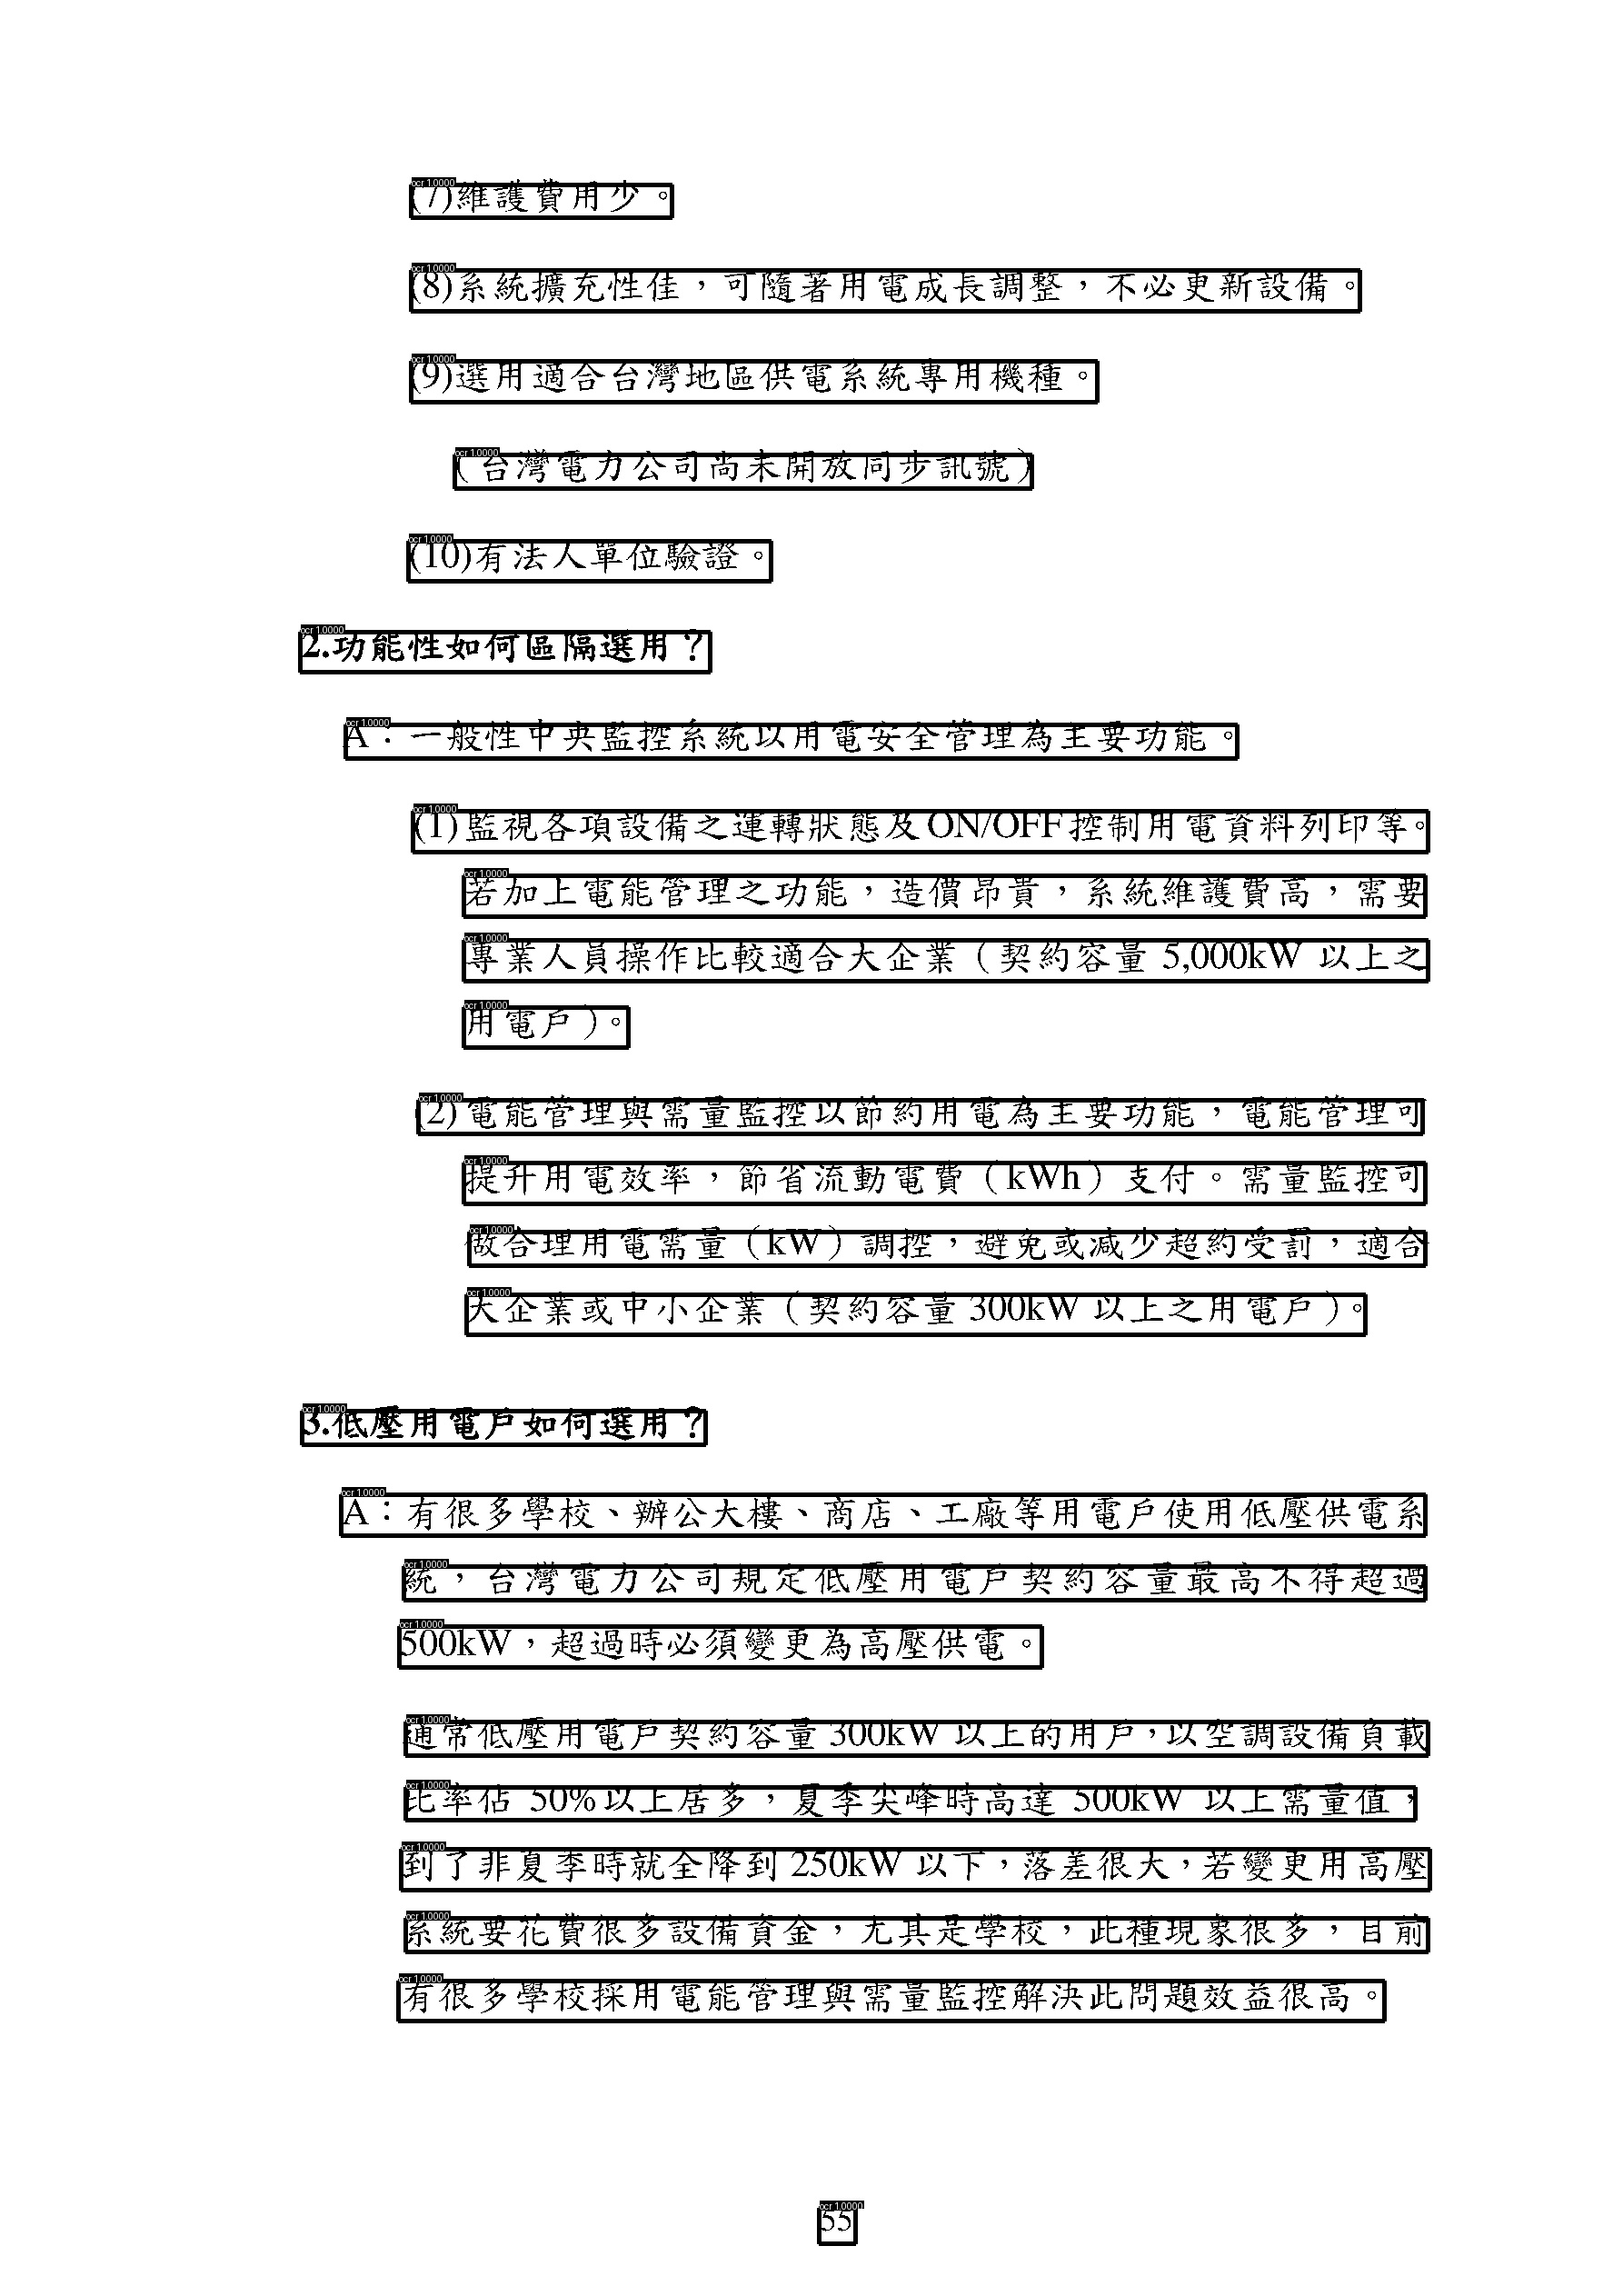 (7)維護費用少。
(8)系統擴充性佳，可隨著用電成長調整，不必更新設備。
(9)選用適合台灣地區供電系統專用機種。
（台灣電力公司尚未開放同步訊號）
(10)有法人單位驗證。
2.功能性如何區隔選用？
A：一般性中央監控系統以用電安全管理為主要功能。
(1)監視各項設備之運轉狀態及ON/OFF控制用電資料列印等。
若加上電能管理之功能，造價昂貴，系統維護費高，需要
專業人員操作比較適合大企業（契約容量 5,000kW 以上之
用電戶）。
(2)電能管理與需量監控以節約用電為主要功能，電能管理可
提升用電效率，節省流動電費（kWh）支付。需量監控可
做合理用電需量（kW）調控，避免或減少超約受罰，適合
大企業或中小企業（契約容量 300kW 以上之用電戶）。
3.低壓用電戶如何選用？
A：有很多學校、辦公大樓、商店、工廠等用電戶使用低壓供電系
統，台灣電力公司規定低壓用電戶契約容量最高不得超過
500kW，超過時必須變更為高壓供電。
通常低壓用電戶契約容量 300kW 以上的用戶，以空調設備負載
比率佔 50%以上居多，夏季尖峰時高達 500kW 以上需量值，
到了非夏季時就全降到 250kW 以下，落差很大，若變更用高壓
系統要花費很多設備資金，尤其是學校，此種現象很多，目前
有很多學校採用電能管理與需量監控解決此問題效益很高。
55